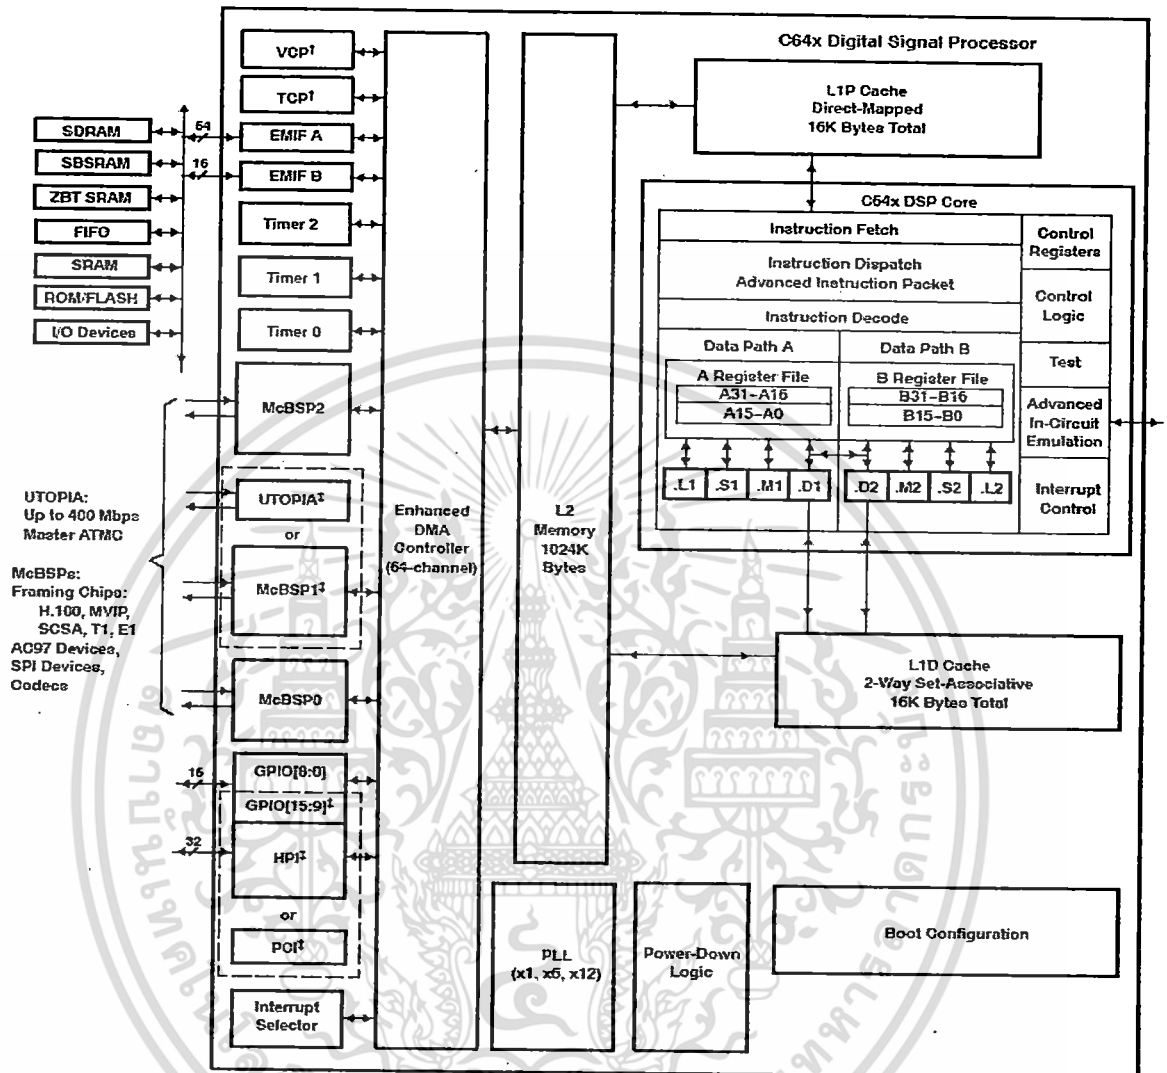 C64x Digital Signal Processor
VCP†
TCP†
EMIF A
EMIF B
Timer 2
Timer 1
Timer 0
McBSP2
UTOPIA‡
or
McBSP1‡
McBSP0
GPIO[8:0]
GPIO[15:9]‡
HPI‡
or
PCI‡
Interrupt
Selector
64
16
16
32
SDRAM
SBSRAM
ZBT SRAM
FIFO
SRAM
ROM/FLASH
I/O Devices
UTOPIA:
Up to 400 Mbps
Master ATMC
McBSPs:
Framing Chips:
H.100, MVIP,
SCSA, T1, E1
AC97 Devices,
SPI Devices,
Codecs
Enhanced
DMA
Controller
(64-channel)
L2
Memory
1024K
Bytes
L1P Cache
Direct-Mapped
16K Bytes Total
C64x DSP Core
Instruction Fetch
Instruction Dispatch
Advanced Instruction Packet
Instruction Decode
Data Path A
Data Path B
A Register File
A31–A16
A15–A0
B Register File
B31–B16
B15–B0
.L1
.S1
.M1
.D1
.D2
.M2
.S2
.L2
Control
Registers
Control
Logic
Test
Advanced
In-Circuit
Emulation
Interrupt
Control
L1D Cache
2-Way Set-Associative
16K Bytes Total
PLL
(x1, x6, x12)
Power-Down
Logic
Boot Configuration